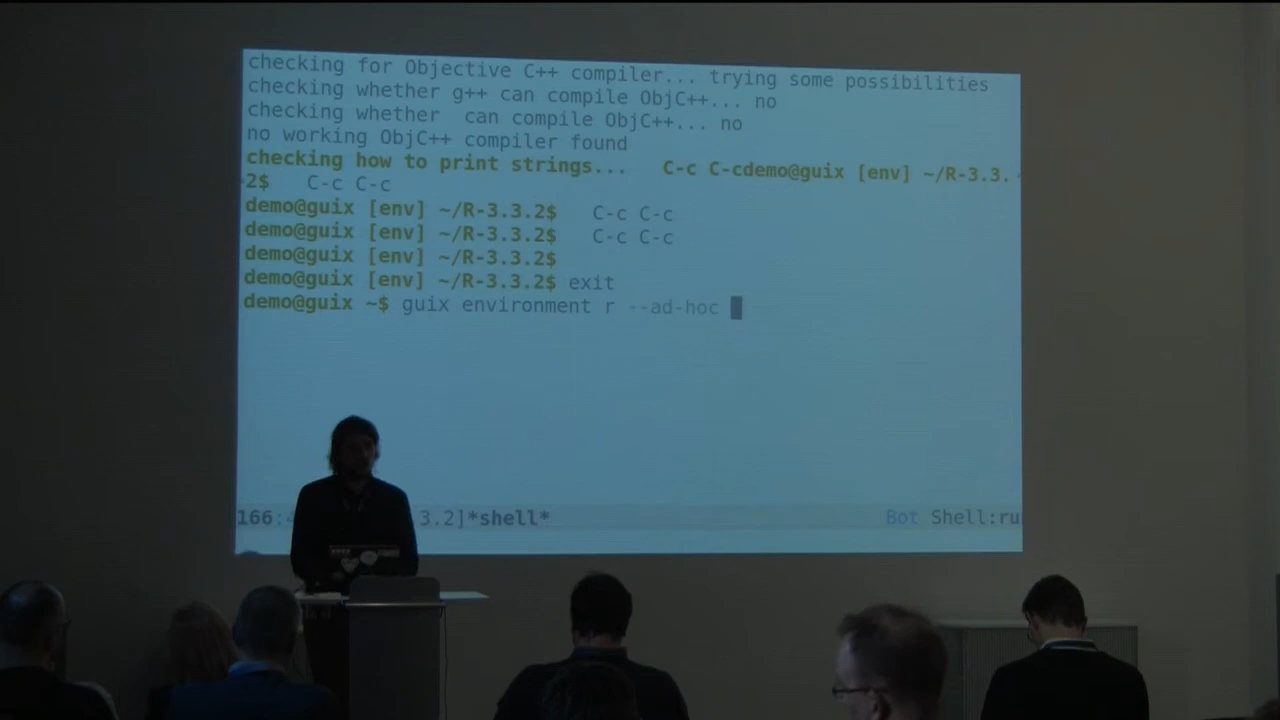 checking for Objective C++ compiler... trying some possibilities
checking whether g++ can compile ObjC++... no
checking whether  can compile ObjC++... no
no working ObjC++ compiler found
checking how to print strings...   C-c C-cdemo@guix [env] ~/R-3.3.
2$   C-c C-c
demo@guix [env] ~/R-3.3.2$   C-c C-c
demo@guix [env] ~/R-3.3.2$   C-c C-c
demo@guix [env] ~/R-3.3.2$
demo@guix [env] ~/R-3.3.2$ exit
demo@guix ~$ guix environment r --ad-hoc
166: 3.2]*shell* Bot Shell:ru